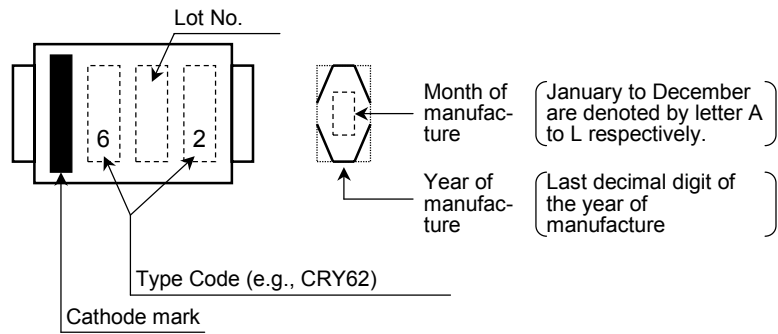 Lot No.
6
2
Month of
manufac-
ture
January to December
are denoted by letter A
to L respectively.
Year of
manufac-
ture
Last decimal digit of
the year of
manufacture
Type Code (e.g., CRY62)
Cathode mark